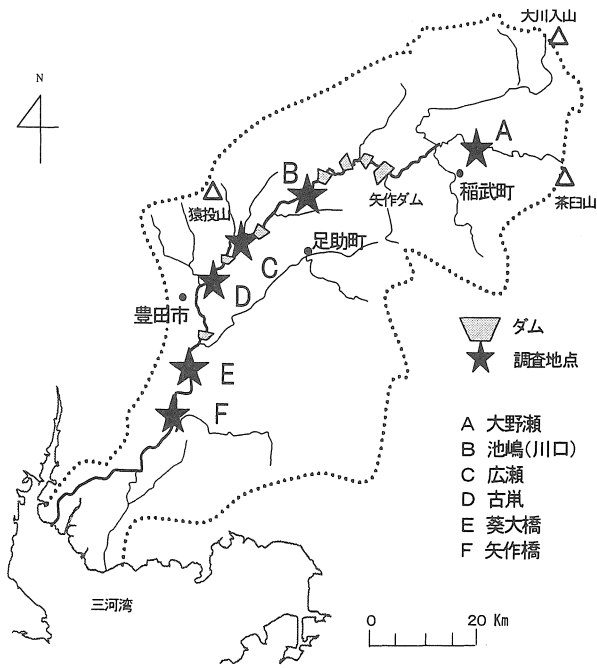 大川入山
N
A
B
稲武町
矢作ダム
茶臼山
猿投山
足助町
C
D
豊田市
ダム
調査地点
E
F
A 大野瀬
B 池嶋(川口)
C 広瀬
D 古鼡
E 葵大橋
F 矢作橋
三河湾
0 20 Km